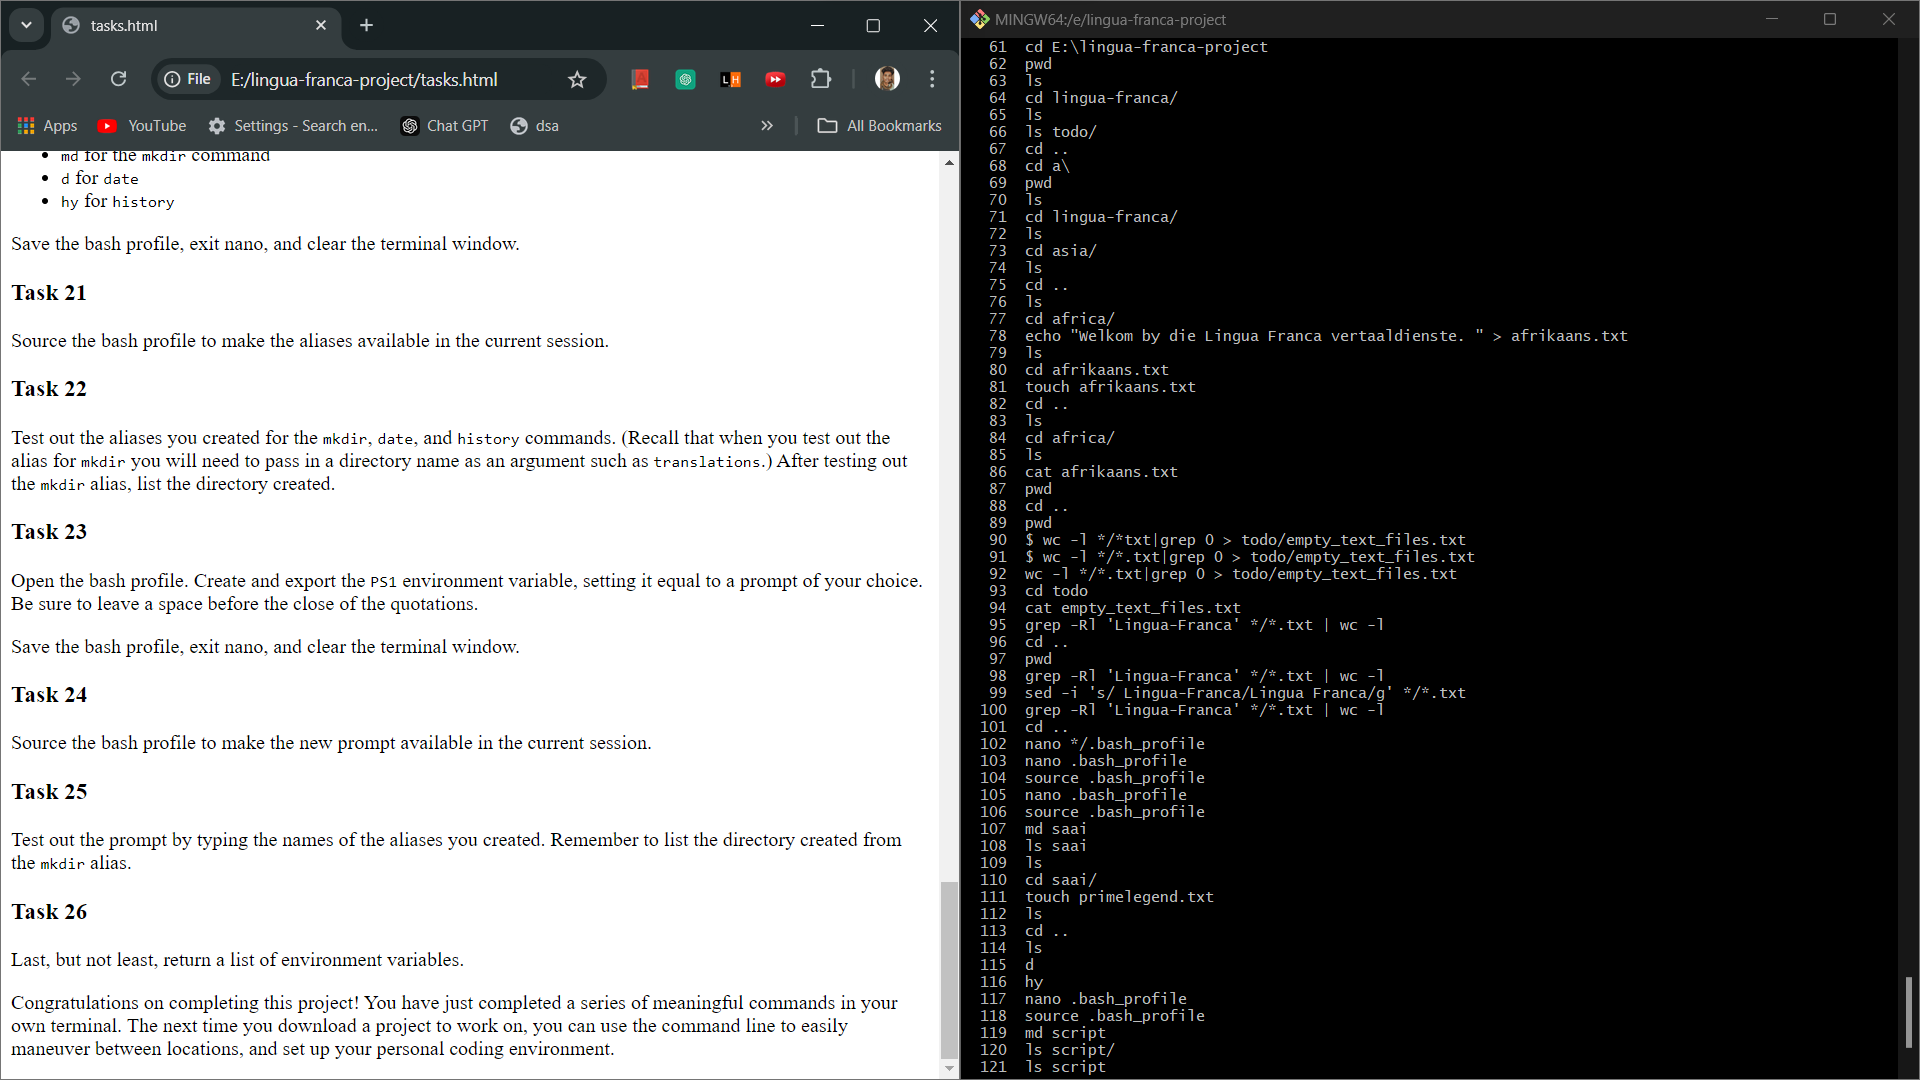 tasks.html
File E:/lingua-franca-project/tasks.html
Apps YouTube Settings - Search en... Chat GPT dsa » All Bookmarks
• md for the mkdir command
• d for date
• hy for history
Save the bash profile, exit nano, and clear the terminal window.
Task 21
Source the bash profile to make the aliases available in the current session.
Task 22
Test out the aliases you created for the mkdir, date, and history commands. (Recall that when you test out the
alias for mkdir you will need to pass in a directory name as an argument such as translations.) After testing out
the mkdir alias, list the directory created.
Task 23
Open the bash profile. Create and export the PS1 environment variable, setting it equal to a prompt of your choice.
Be sure to leave a space before the close of the quotations.
Save the bash profile, exit nano, and clear the terminal window.
Task 24
Source the bash profile to make the new prompt available in the current session.
Task 25
Test out the prompt by typing the names of the aliases you created. Remember to list the directory created from
the mkdir alias.
Task 26
Last, but not least, return a list of environment variables.
Congratulations on completing this project! You have just completed a series of meaningful commands in your
own terminal. The next time you download a project to work on, you can use the command line to easily
maneuver between locations, and set up your personal coding environment.
MINGW64:/e/lingua-franca-project
61 cd E:\lingua-franca-project
62 pwd
63 ls
64 cd lingua-franca/
65 ls
66 ls todo/
67 cd ..
68 cd a\
69 pwd
70 ls
71 cd lingua-franca/
72 ls
73 cd asia/
74 ls
75 cd ..
76 ls
77 cd africa/
78 echo "Welkom by die Lingua Franca vertaaldienste. " > afrikaans.txt
79 ls
80 cd afrikaans.txt
81 touch afrikaans.txt
82 cd ..
83 ls
84 cd africa/
85 ls
86 cat afrikaans.txt
87 pwd
88 cd ..
89 pwd
90 $ wc -l */*txt|grep 0 > todo/empty_text_files.txt
91 $ wc -l */*.txt|grep 0 > todo/empty_text_files.txt
92 wc -l */*.txt|grep 0 > todo/empty_text_files.txt
93 cd todo
94 cat empty_text_files.txt
95 grep -Rl 'Lingua-Franca' */*.txt | wc -l
96 cd ..
97 pwd
98 grep -Rl 'Lingua-Franca' */*.txt | wc -l
99 sed -i 's/ Lingua-Franca/Lingua Franca/g' */*.txt
100 grep -Rl 'Lingua-Franca' */*.txt | wc -l
101 cd ..
102 nano */.bash_profile
103 nano .bash_profile
104 source .bash_profile
105 nano .bash_profile
106 source .bash_profile
107 md saai
108 ls saai
109 ls
110 cd saai/
111 touch primelegend.txt
112 ls
113 cd ..
114 ls
115 d
116 hy
117 nano .bash_profile
118 source .bash_profile
119 md script
120 ls script/
121 ls script